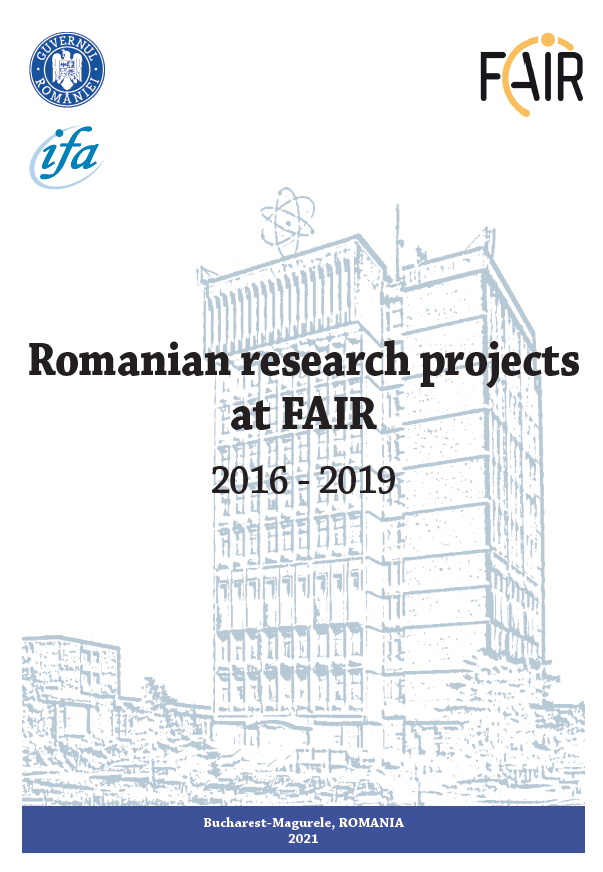 GUVERNUL
ROMÂNIEI
FAIR
ifa
Romanian research projects
at FAIR
2016 - 2019
Bucharest-Magurele, ROMANIA
2021